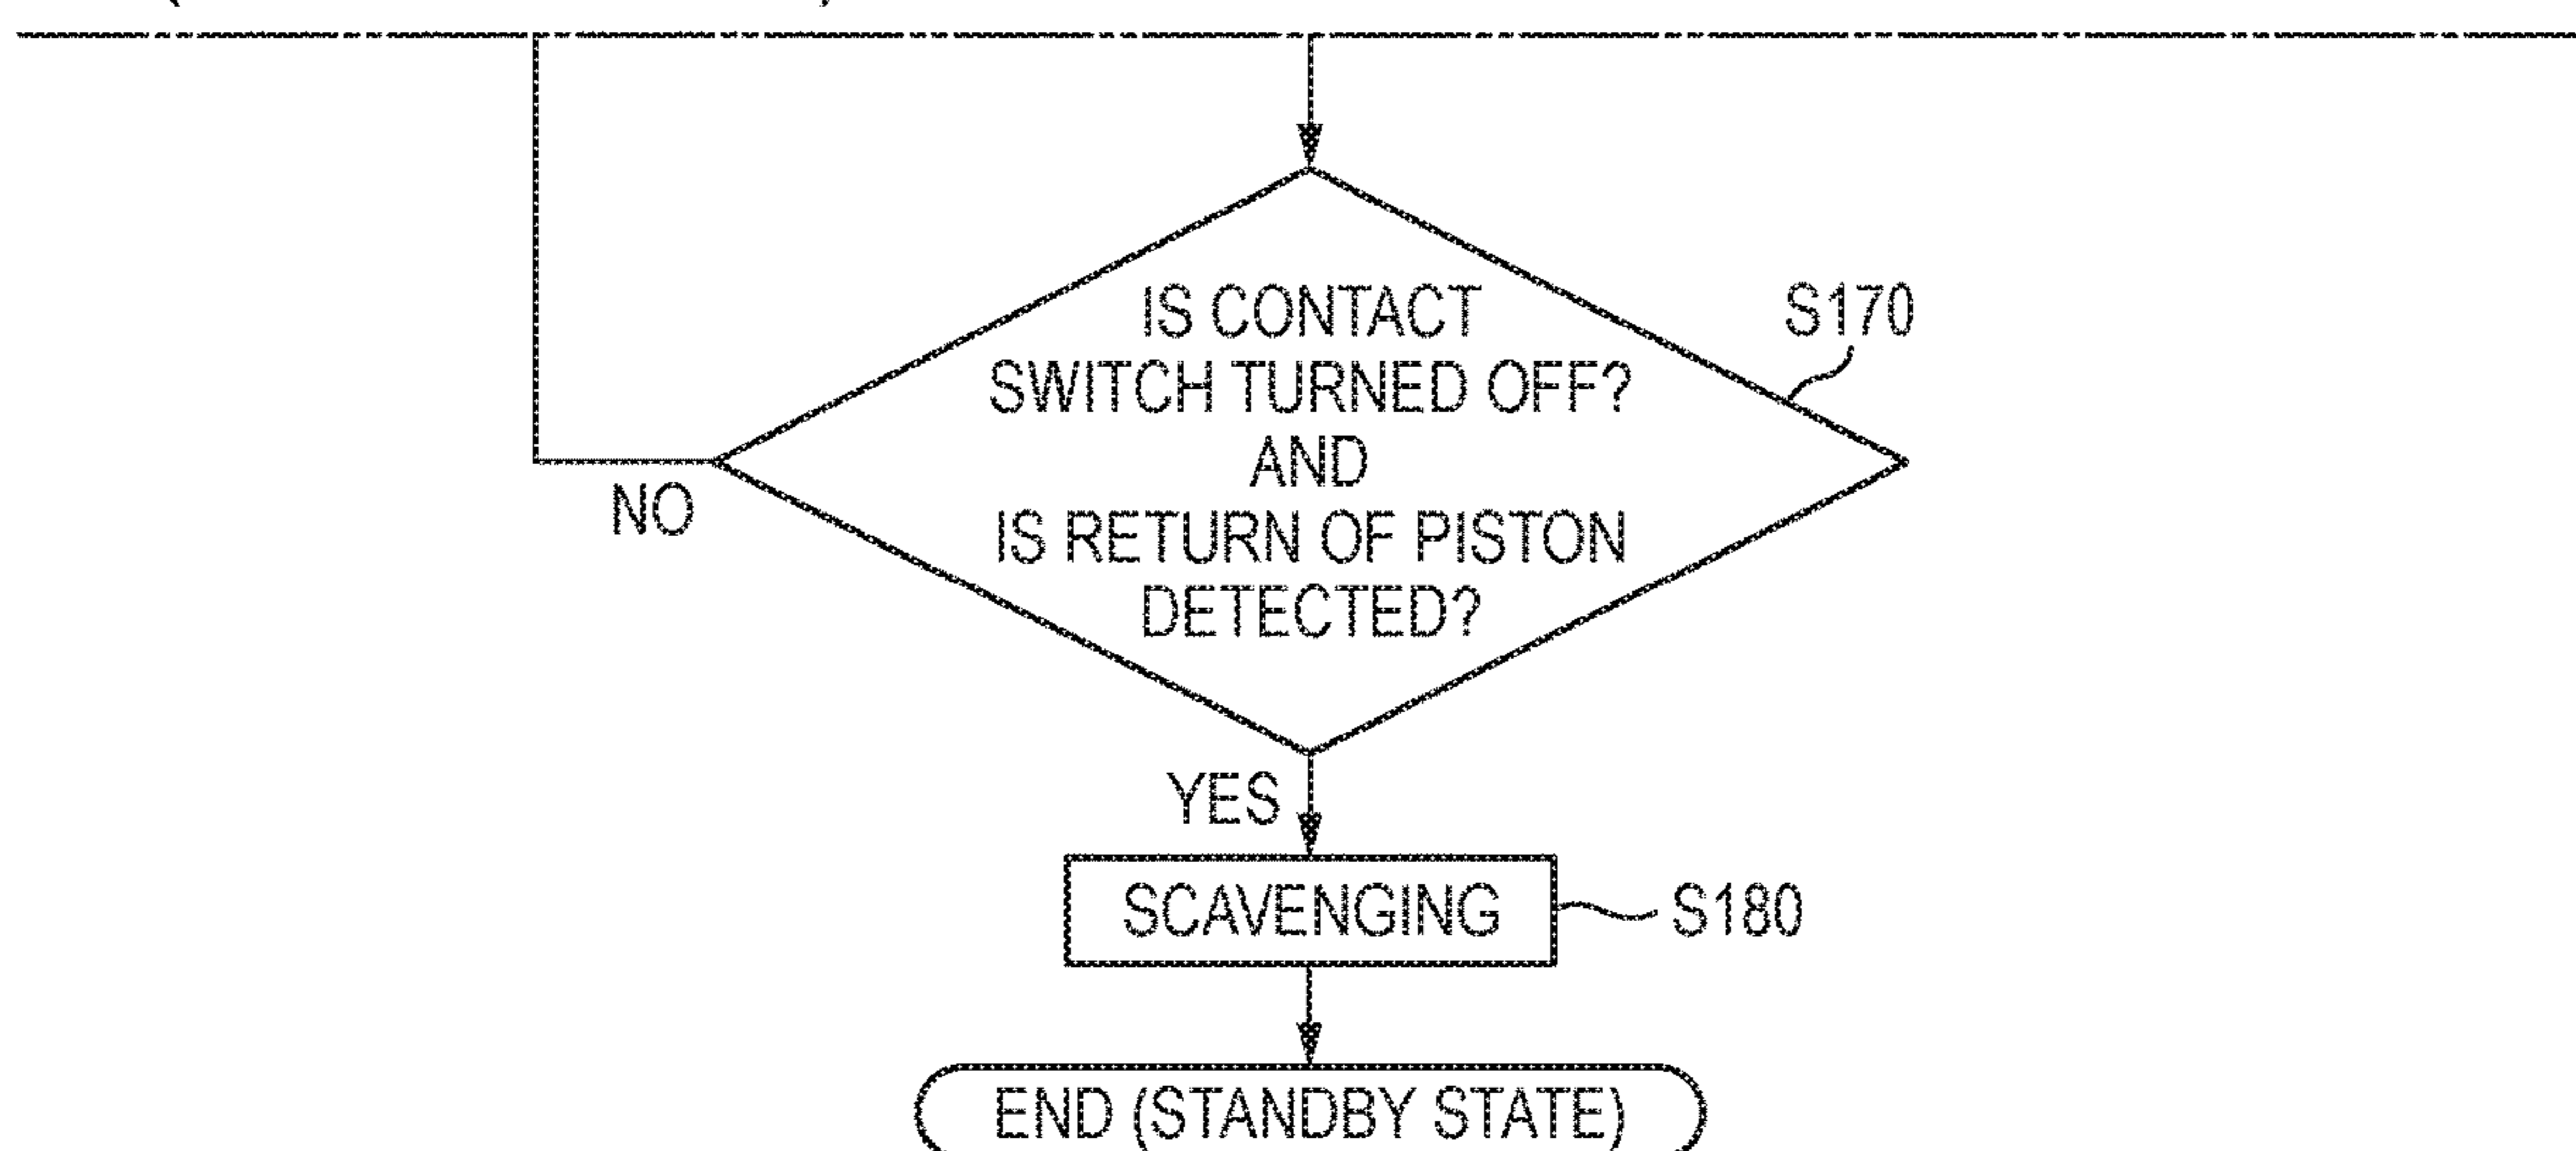 IS CONTACT
SWITCH TURNED OFF?
AND
IS RETURN OF PISTON
DETECTED?
S170
NO
YES
SCAVENGING
S180
END (STANDBY STATE)